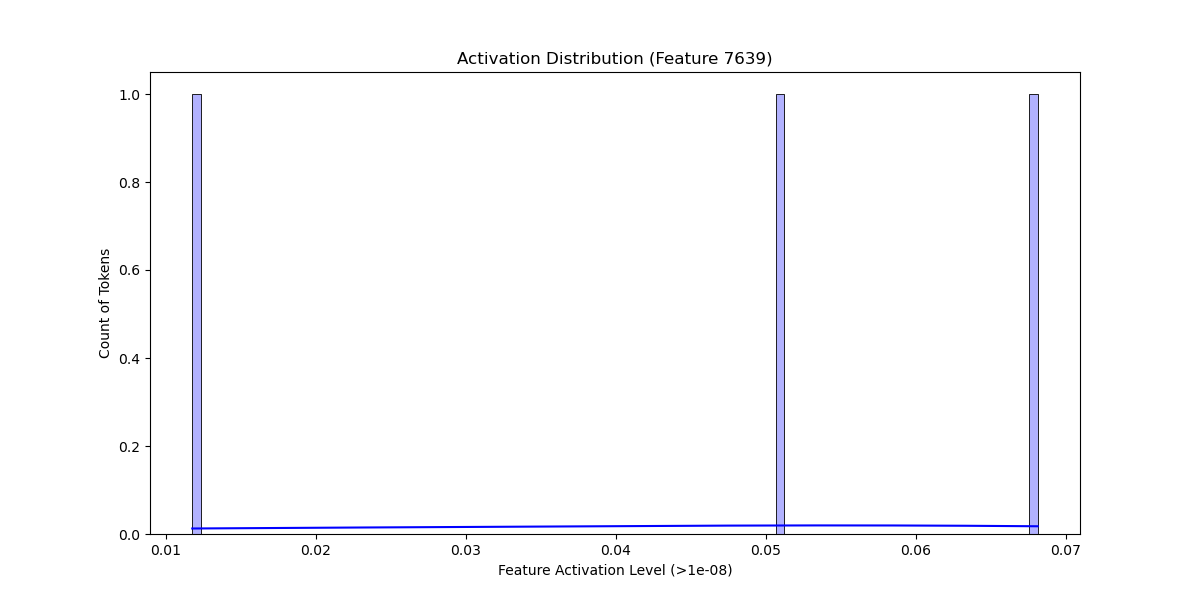 Activation Distribution (Feature 7639)
1.0
0.8
0.6
0.4
0.2
0.0
Count of Tokens
0.01 0.02 0.03 0.04 0.05 0.06 0.07
Feature Activation Level (>1e-08)